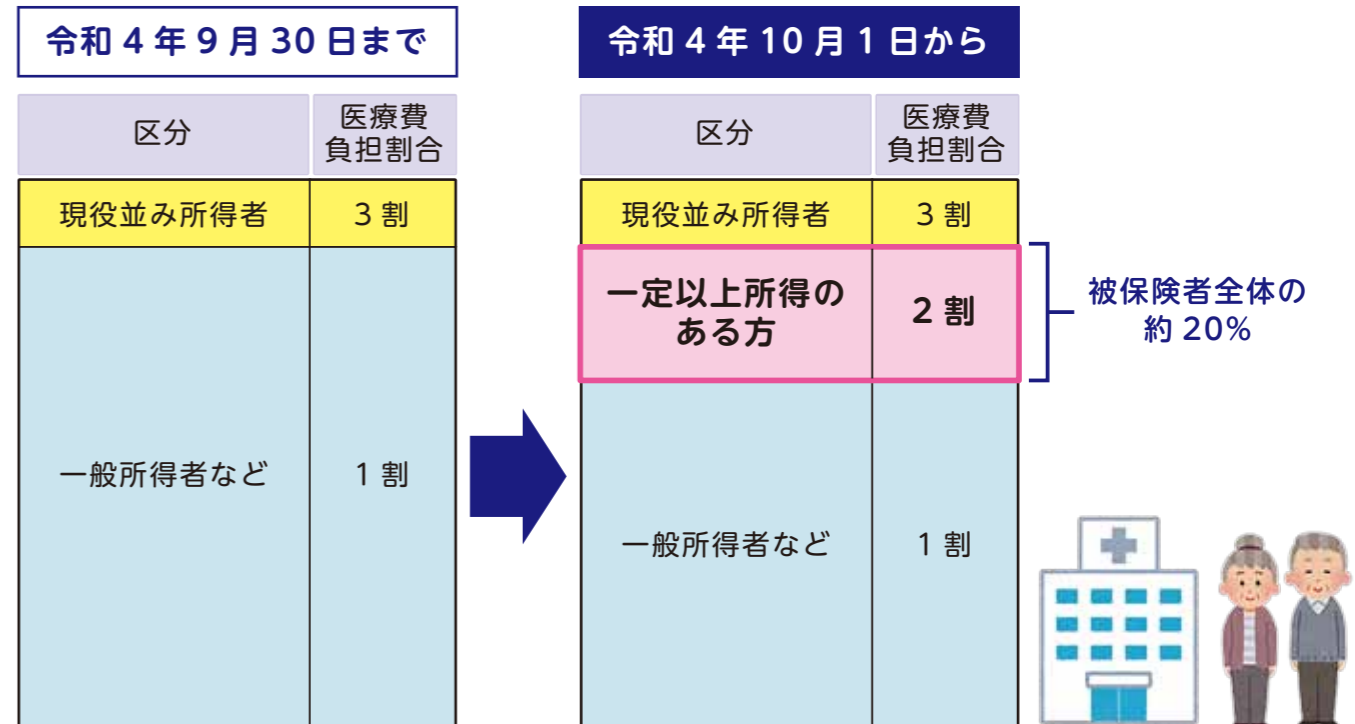 令和4年9月30日まで
区分
医療費
負担割合
現役並み所得者 3割
一般所得者など 1割
令和4年10月1日から
区分
医療費
負担割合
現役並み所得者 3割
一定以上所得の
ある方
2割
一般所得者など 1割
被保険者全体の
約20%